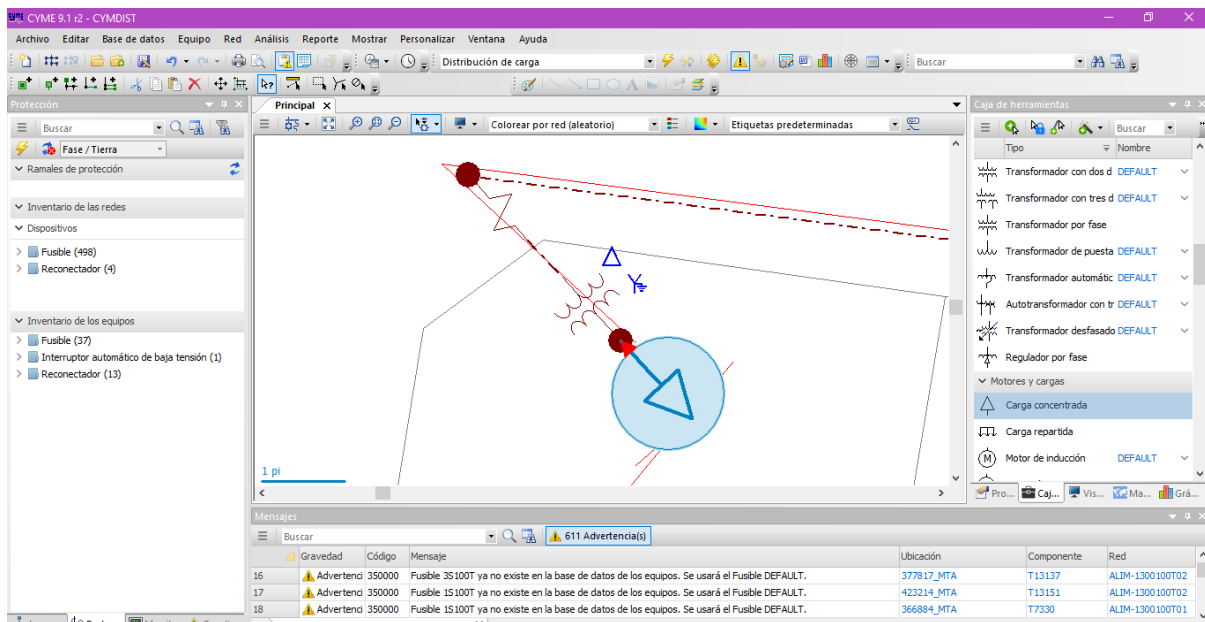 CYME 9.1 r2 - CYMDIST
Archivo Editar Base de datos Equipo Red Análisis Reporte Mostrar Personalizar Ventana Ayuda
Distribución de carga
Buscar
Protección
Buscar
Fase / Tierra
Ramales de protección
Inventario de las redes
Dispositivos
Fusible (498)
Reconectador (4)
Inventario de los equipos
Fusible (37)
Interruptor automático de baja tensión (1)
Reconectador (13)
Principal X
Colorear por red (aleatorio)
Etiquetas predeterminadas
1 pi
Caja de herramientas
Buscar
Tipo Nombre
Transformador con dos d DEFAULT
Transformador con tres d DEFAULT
Transformador por fase
Transformador de puesta DEFAULT
Transformador automátic DEFAULT
Autotransformador con tr DEFAULT
Transformador desfasado DEFAULT
Regulador por fase
Motores y cargas
Carga concentrada
Carga repartida
Motor de inducción DEFAULT
Pro... Caj... Vis... Ma... Grá...
Mensajes
Buscar
611 Advertencia(s)
Gravedad Código Mensaje Ubicación Componente Red
16 Advertenci 350000 Fusible 3S100T ya no existe en la base de datos de los equipos. Se usará el Fusible DEFAULT. 377817_MTA T13137 ALIM-1300100T02
17 Advertenci 350000 Fusible 1S100T ya no existe en la base de datos de los equipos. Se usará el Fusible DEFAULT. 423214_MTA T13151 ALIM-1300100T02
18 Advertenci 350000 Fusible 1S100T ya no existe en la base de datos de los equipos. Se usará el Fusible DEFAULT. 366884_MTA T7330 ALIM-1300100T01